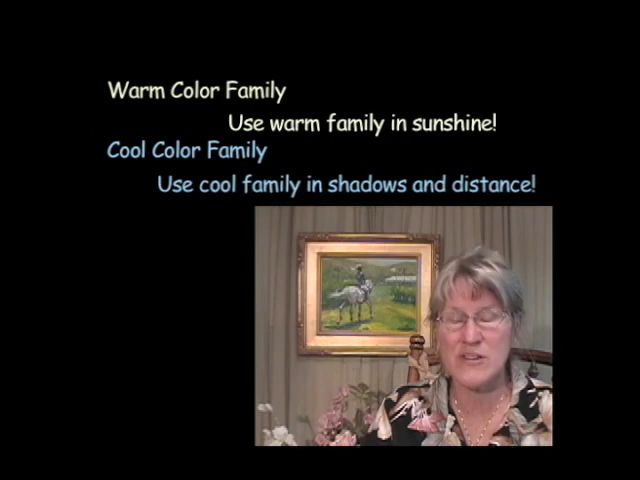 Warm Color Family
Use warm family in sunshine!
Cool Color Family
Use cool family in shadows and distance!